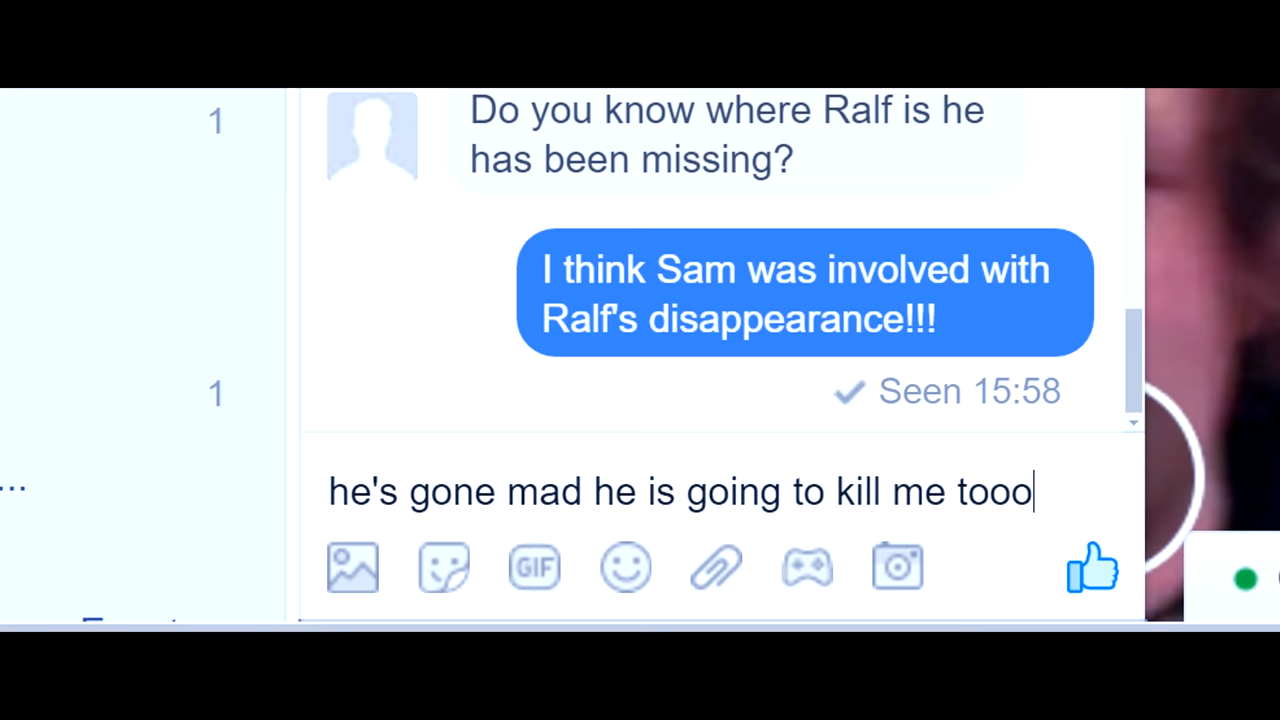 1
Do you know where Ralf is he
has been missing?
I think Sam was involved with
Ralf's disappearance!!!
Seen 15:58
1
...
he's gone mad he is going to kill me tooo
GIF